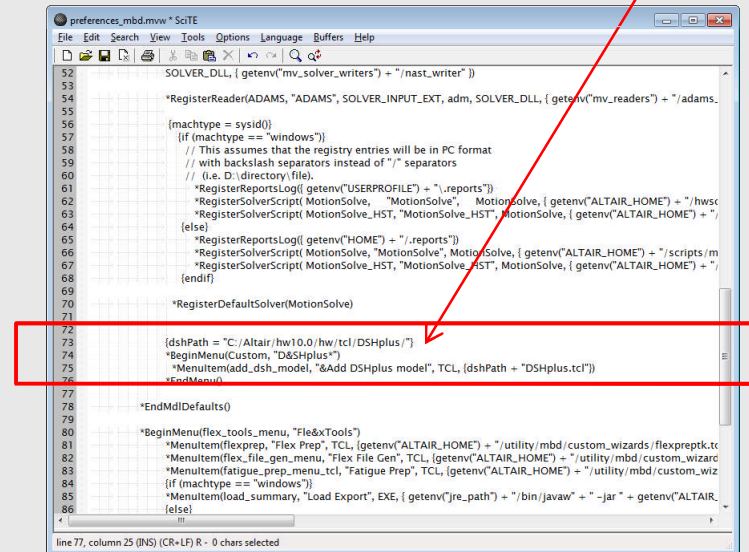 preferences_mbd.mvw * SciTE
File Edit Search View Tools Options Language Buffers Help
52 SOLVER_DLL, { getenv("mv_solver_writers") + "/nast_writer" })
53
54 *RegisterReader(ADAMS, "ADAMS", SOLVER_INPUT_EXT, adm, SOLVER_DLL, { getenv("mv_readers") + "/adams_
55
56 {machtype = sysid()}
57 {if (machtype == "windows")}
58 // This assumes that the registry entries will be in PC format
59 // with backslash separators instead of "/" separators
60 // (i.e. D:\directory\file).
61 *RegisterReportsLog({ getenv("USERPROFILE") + "\.reports"})
62 *RegisterSolverScript( MotionSolve, "MotionSolve", MotionSolve, { getenv("ALTAIR_HOME") + "/hwsc
63 *RegisterSolverScript( MotionSolve_HST, "MotionSolve_HST", MotionSolve, { getenv("ALTAIR_HOME") + "/
64 {else}
65 *RegisterReportsLog({ getenv("HOME") + "/.reports"})
66 *RegisterSolverScript( MotionSolve, "MotionSolve", MotionSolve, { getenv("ALTAIR_HOME") + "/scripts/m
67 *RegisterSolverScript( MotionSolve_HST, "MotionSolve_HST", MotionSolve, { getenv("ALTAIR_HOME") + "/
68 {endif}
69
70 *RegisterDefaultSolver(MotionSolve)
71
72
73 {dshPath = "C:/Altair/hw10.0/hw/tcl/DSHplus/"}
74 *BeginMenu(Custom, "D&SHplus*")
75 *MenuItem(add_dsh_model, "&Add DSHplus model", TCL, {dshPath + "DSHplus.tcl"})
76 *EndMenu()
77
78 *EndMdlDefaults()
79
80 *BeginMenu(flex_tools_menu, "Fle&xTools")
81 *MenuItem(flexprep, "Flex Prep", TCL, {getenv("ALTAIR_HOME") + "/utility/mbd/custom_wizards/flexpreptk.tc
82 *MenuItem(flex_file_gen_menu, "Flex File Gen", TCL, {getenv("ALTAIR_HOME") + "/utility/mbd/custom_wizard
83 *MenuItem(fatigue_prep_menu_tcl, "Fatigue Prep", TCL, {getenv("ALTAIR_HOME") + "/utility/mbd/custom_wiz
84 {if (machtype == "windows")}
85 *MenuItem(load_summary, "Load Export", EXE, { getenv("jre_path") + "/bin/javaw" + " -jar " + getenv("ALTAIR_
86 {else}
line 77, column 25 (INS) (CR+LF) R - 0 chars selected